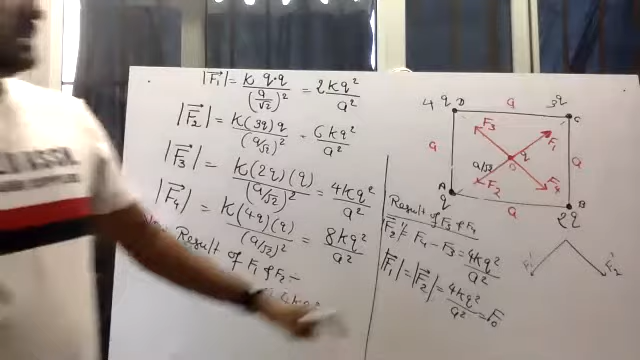 |F₁| = K q·q / (a/√2)² = 2Kq² / a²
|F₂| = K(3q)q / (a/√2)² = 6Kq² / a²
|F₃| = K(2q)(q) / (a/√2)² = 4Kq² / a²
|F₄| = K(4q)(q) / (a/√2)² = 8Kq² / a²
Result of F₁ & F₂ :-
4q D a 3q C
F₃ F₁
a q a
a/√2 O
F₂ F₄
A q a B 2q
Result of F₃ & F₄
F₄ - F₃ = 4Kq² / a²
|F₁'| = |F₂'| = 4Kq² / a² = F₀
F₁' F₂'